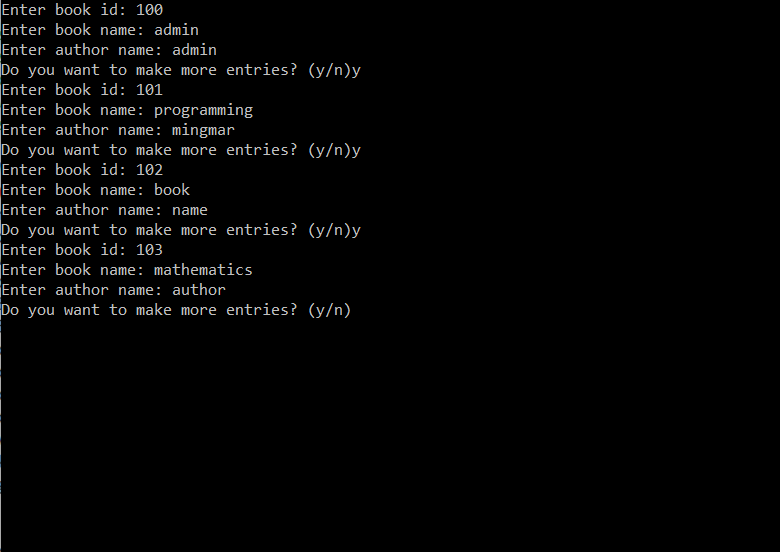 Enter book id: 100
Enter book name: admin
Enter author name: admin
Do you want to make more entries? (y/n)y
Enter book id: 101
Enter book name: programming
Enter author name: mingmar
Do you want to make more entries? (y/n)y
Enter book id: 102
Enter book name: book
Enter author name: name
Do you want to make more entries? (y/n)y
Enter book id: 103
Enter book name: mathematics
Enter author name: author
Do you want to make more entries? (y/n)